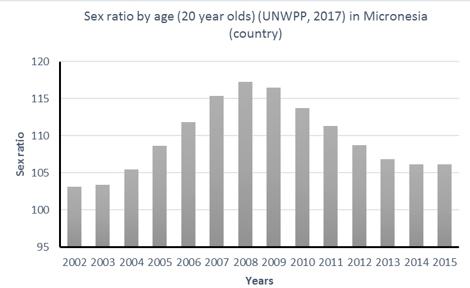 Sex ratio by age (20 year olds) (UNWPP, 2017) in Micronesia
(country)
120
115
110
105
100
95
Sex ratio
2002 2003 2004 2005 2006 2007 2008 2009 2010 2011 2012 2013 2014 2015
Years